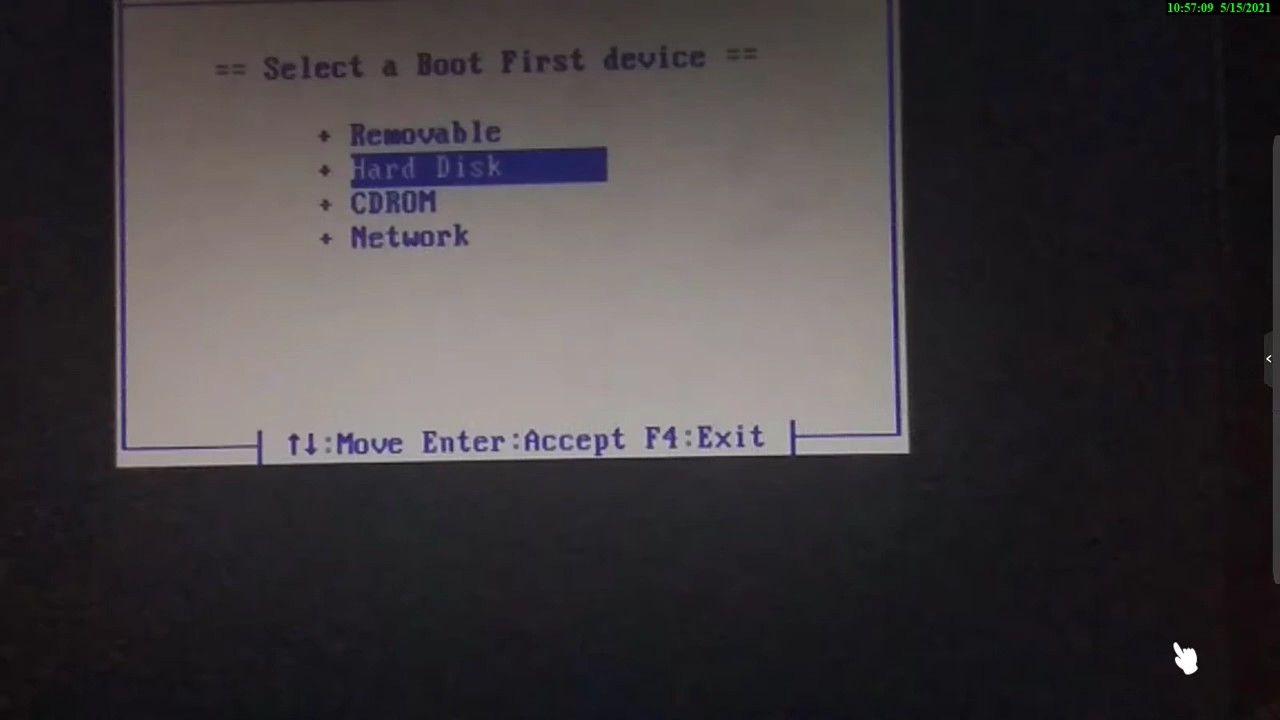 10:57:09 5/15/2021
== Select a Boot First device ==
+ Removable
+ Hard Disk
+ CDROM
+ Network
↑↓:Move Enter:Accept F4:Exit